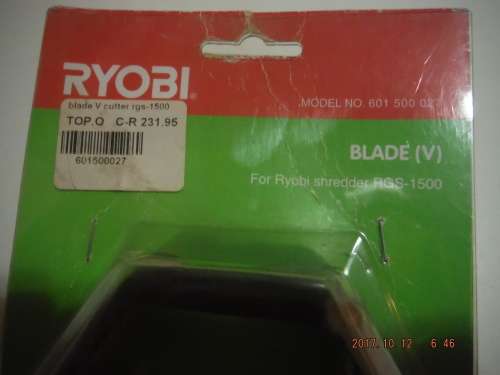 RYOBI
blade V cutter rgs-1500
TOP.Q C-R 231.95
601500027
MODEL NO. 601 500 027
BLADE (V)
For Ryobi shredder RGS-1500
2017.10.12 6:46